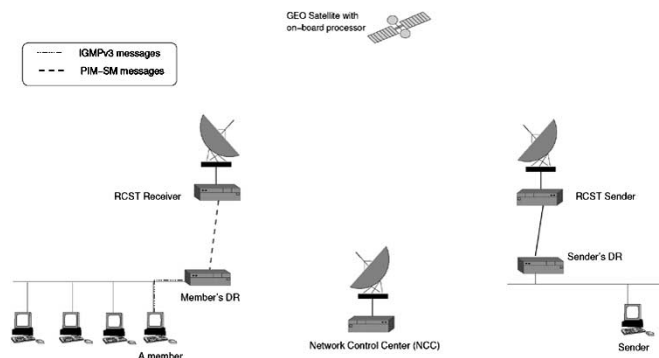 GEO Satellite with
on-board processor
IGMPv3 messages
PIM-SM messages
RCST Receiver
RCST Sender
Sender's DR
Member's DR
Network Control Center (NCC)
A member
Sender